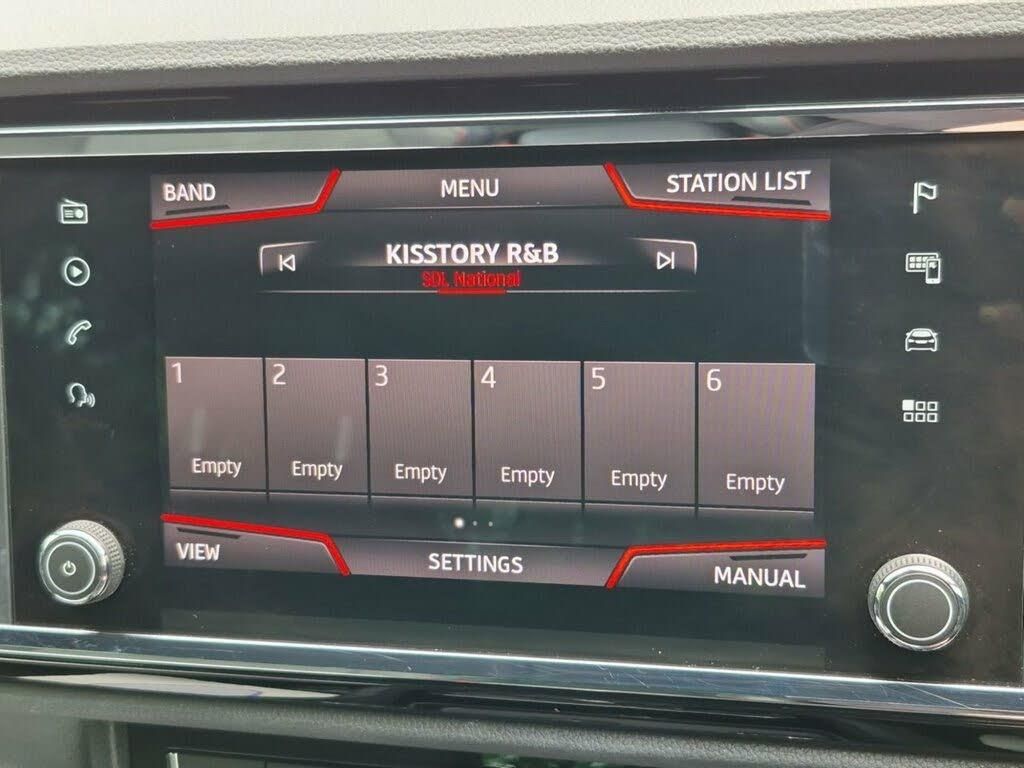 BAND MENU STATION LIST
KISSTORY R&B
SDL National
1 2 3 4 5 6
Empty Empty Empty Empty Empty Empty
VIEW SETTINGS MANUAL